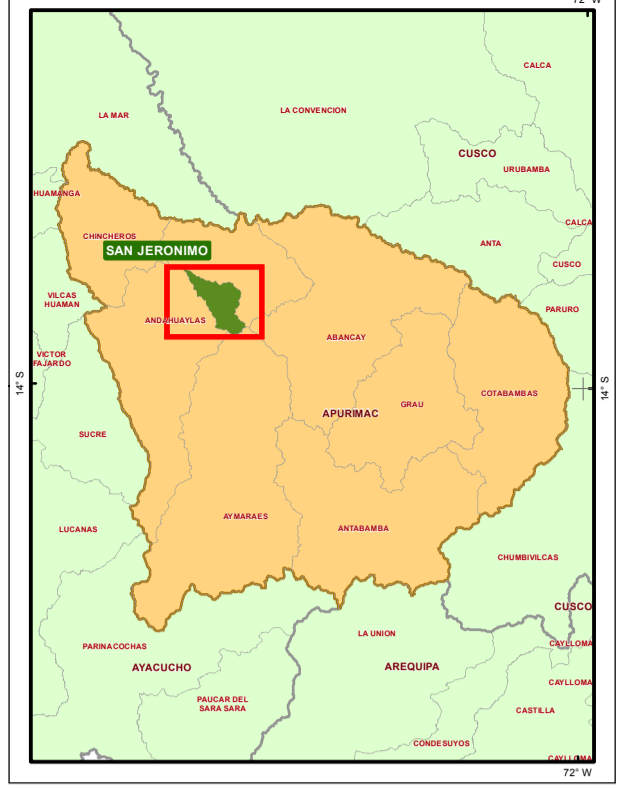 72° W
CALCA
LA MAR
LA CONVENCION
CUSCO
URUBAMBA
HUAMANGA
CALCA
CHINCHEROS
ANTA
SAN JERONIMO
CUSCO
VILCAS
HUAMAN
PARURO
ANDAHUAYLAS
ABANCAY
VICTOR
FAJARDO
14° S
14° S
COTABAMBAS
GRAU
APURIMAC
SUCRE
AYMARAES
LUCANAS
ANTABAMBA
CHUMBIVILCAS
CUSCO
LA UNION
CAYLLOMA
PARINACOCHAS
AYACUCHO
AREQUIPA
CAYLLOMA
PAUCAR DEL
SARA SARA
CASTILLA
CONDESUYOS
CAYLLOMA
72° W